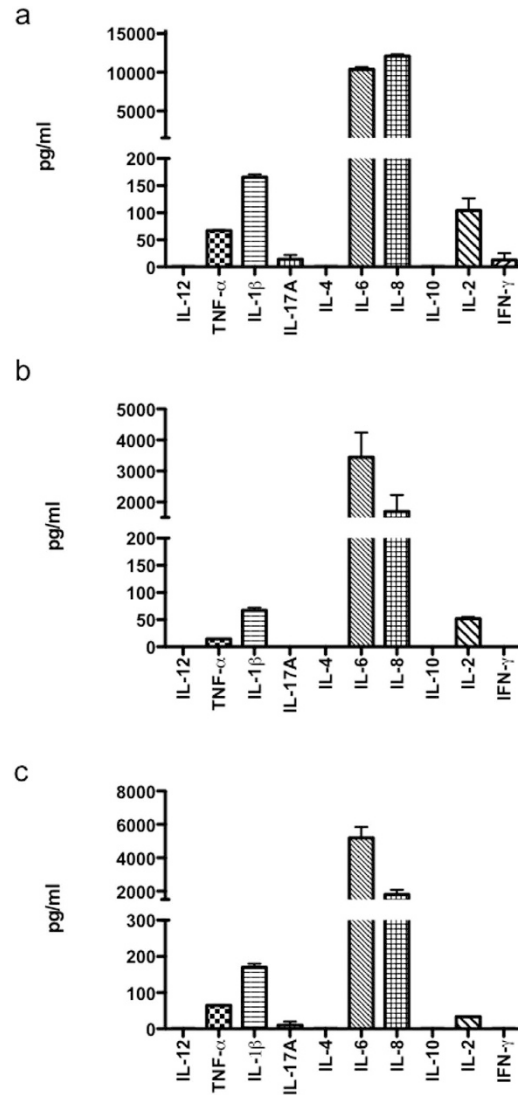 a
15000
10000
5000
200
150
100
50
0
pg/ml
IL-12
TNF-α
IL-1β
IL-17A
IL-4
IL-6
IL-8
IL-10
IL-2
IFN-γ
b
5000
4000
3000
2000
200
150
100
50
0
pg/ml
IL-12
TNF-α
IL-1β
IL-17A
IL-4
IL-6
IL-8
IL-10
IL-2
IFN-γ
c
8000
6000
4000
2000
300
200
100
0
pg/ml
IL-12
TNF-α
IL-1β
IL-17A
IL-4
IL-6
IL-8
IL-10
IL-2
IFN-γ